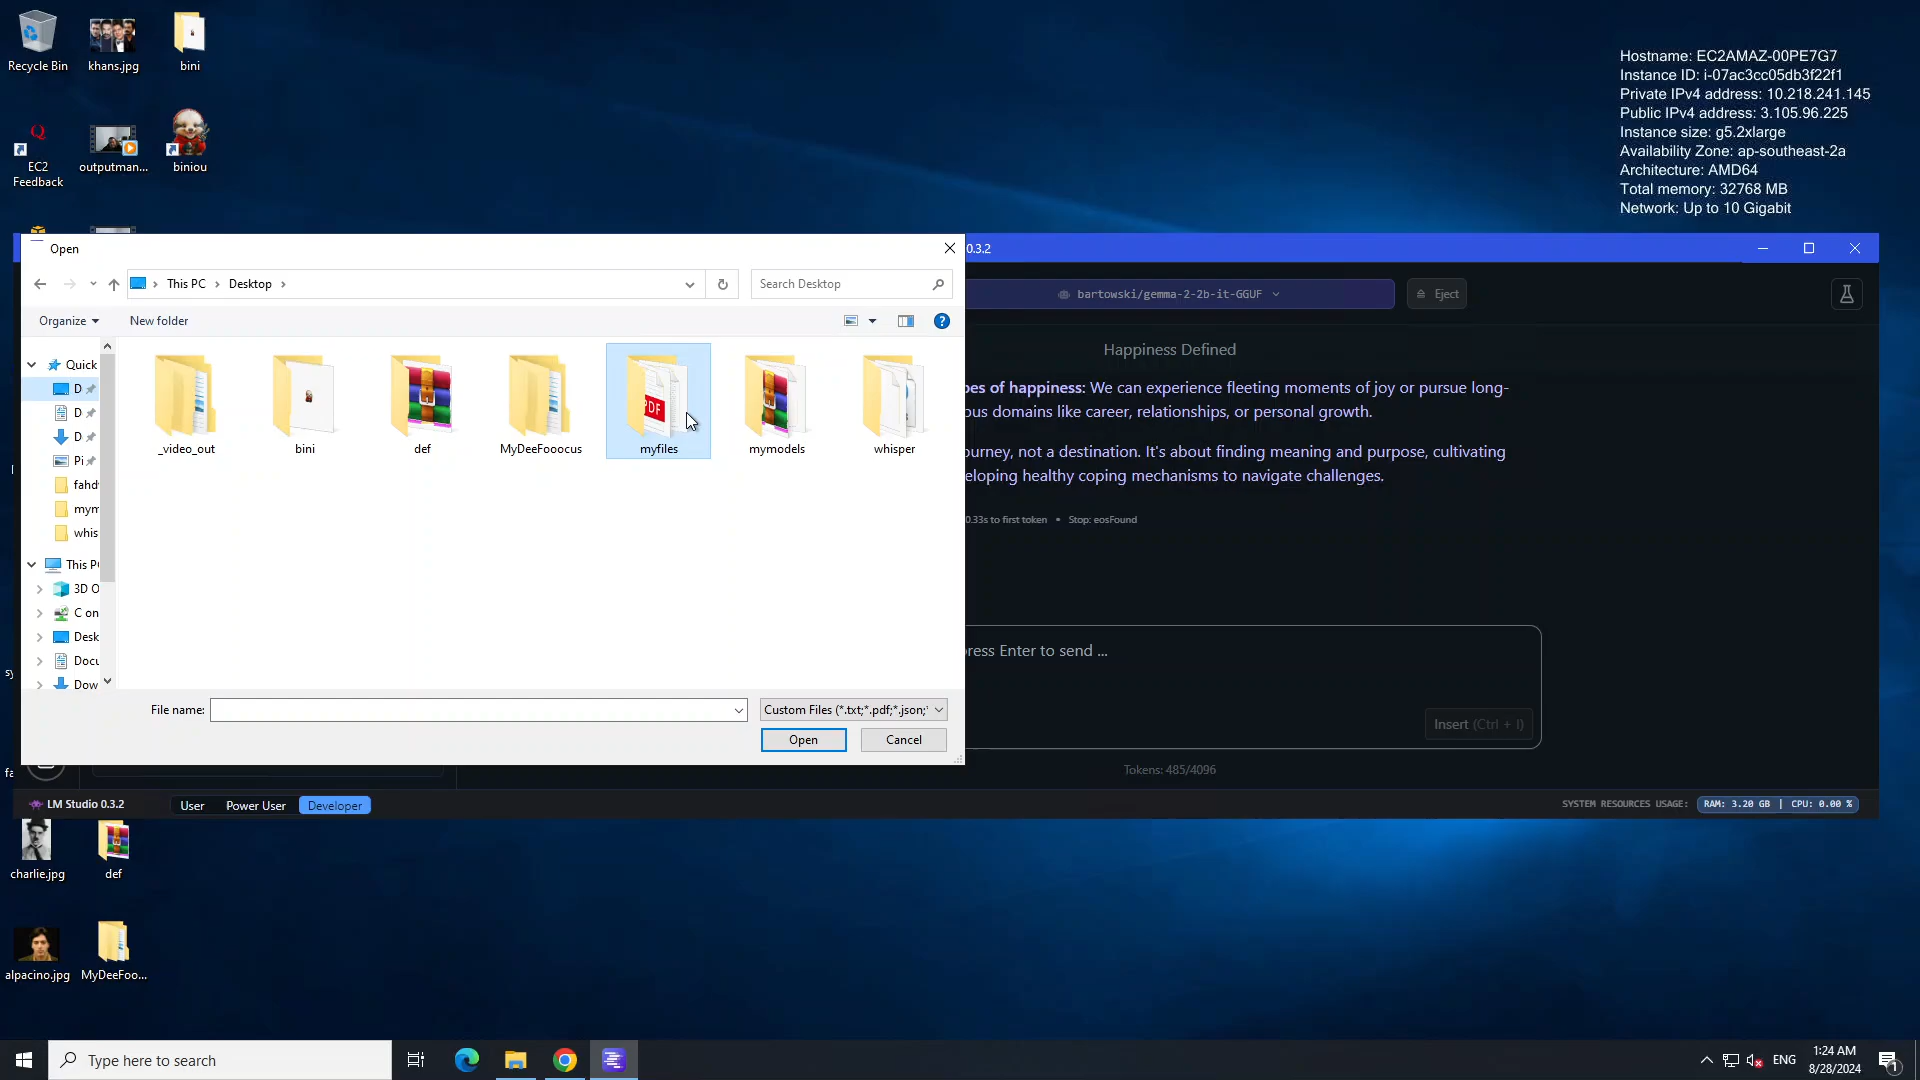 Recycle Bin
khans.jpg
bini
EC2
Feedback
outputman...
biniou
Hostname: EC2AMAZ-00PE7G7
Instance ID: i-07ac3cc05db3f22f1
Private IPv4 address: 10.218.241.145
Public IPv4 address: 3.105.96.225
Instance size: g5.2xlarge
Availability Zone: ap-southeast-2a
Architecture: AMD64
Total memory: 32768 MB
Network: Up to 10 Gigabit
Open
0.3.2
This PC
Desktop
Search Desktop
bartowski/gemma-2-2b-it-GGUF
Eject
Organize
New folder
Happiness Defined
Quick
D
D
D
Pi
fahd
mym
whis
This P
3D O
C on
Desk
Docu
Dow
_video_out
bini
def
MyDeeFooocus
PDF
myfiles
mymodels
whisper
pes of happiness: We can experience fleeting moments of joy or pursue long-
ous domains like career, relationships, or personal growth.
ourney, not a destination. It's about finding meaning and purpose, cultivating
eloping healthy coping mechanisms to navigate challenges.
0.33s to first token • Stop: eosFound
press Enter to send ...
Insert (Ctrl + I)
Tokens: 485/4096
File name:
Custom Files (*.txt;*.pdf;*.json;*
Open
Cancel
LM Studio 0.3.2
User
Power User
Developer
SYSTEM RESOURCES USAGE:
RAM: 3.20 GB | CPU: 0.00 %
charlie.jpg
def
alpacino.jpg
MyDeeFoo...
Type here to search
ENG
1:24 AM
8/28/2024
1